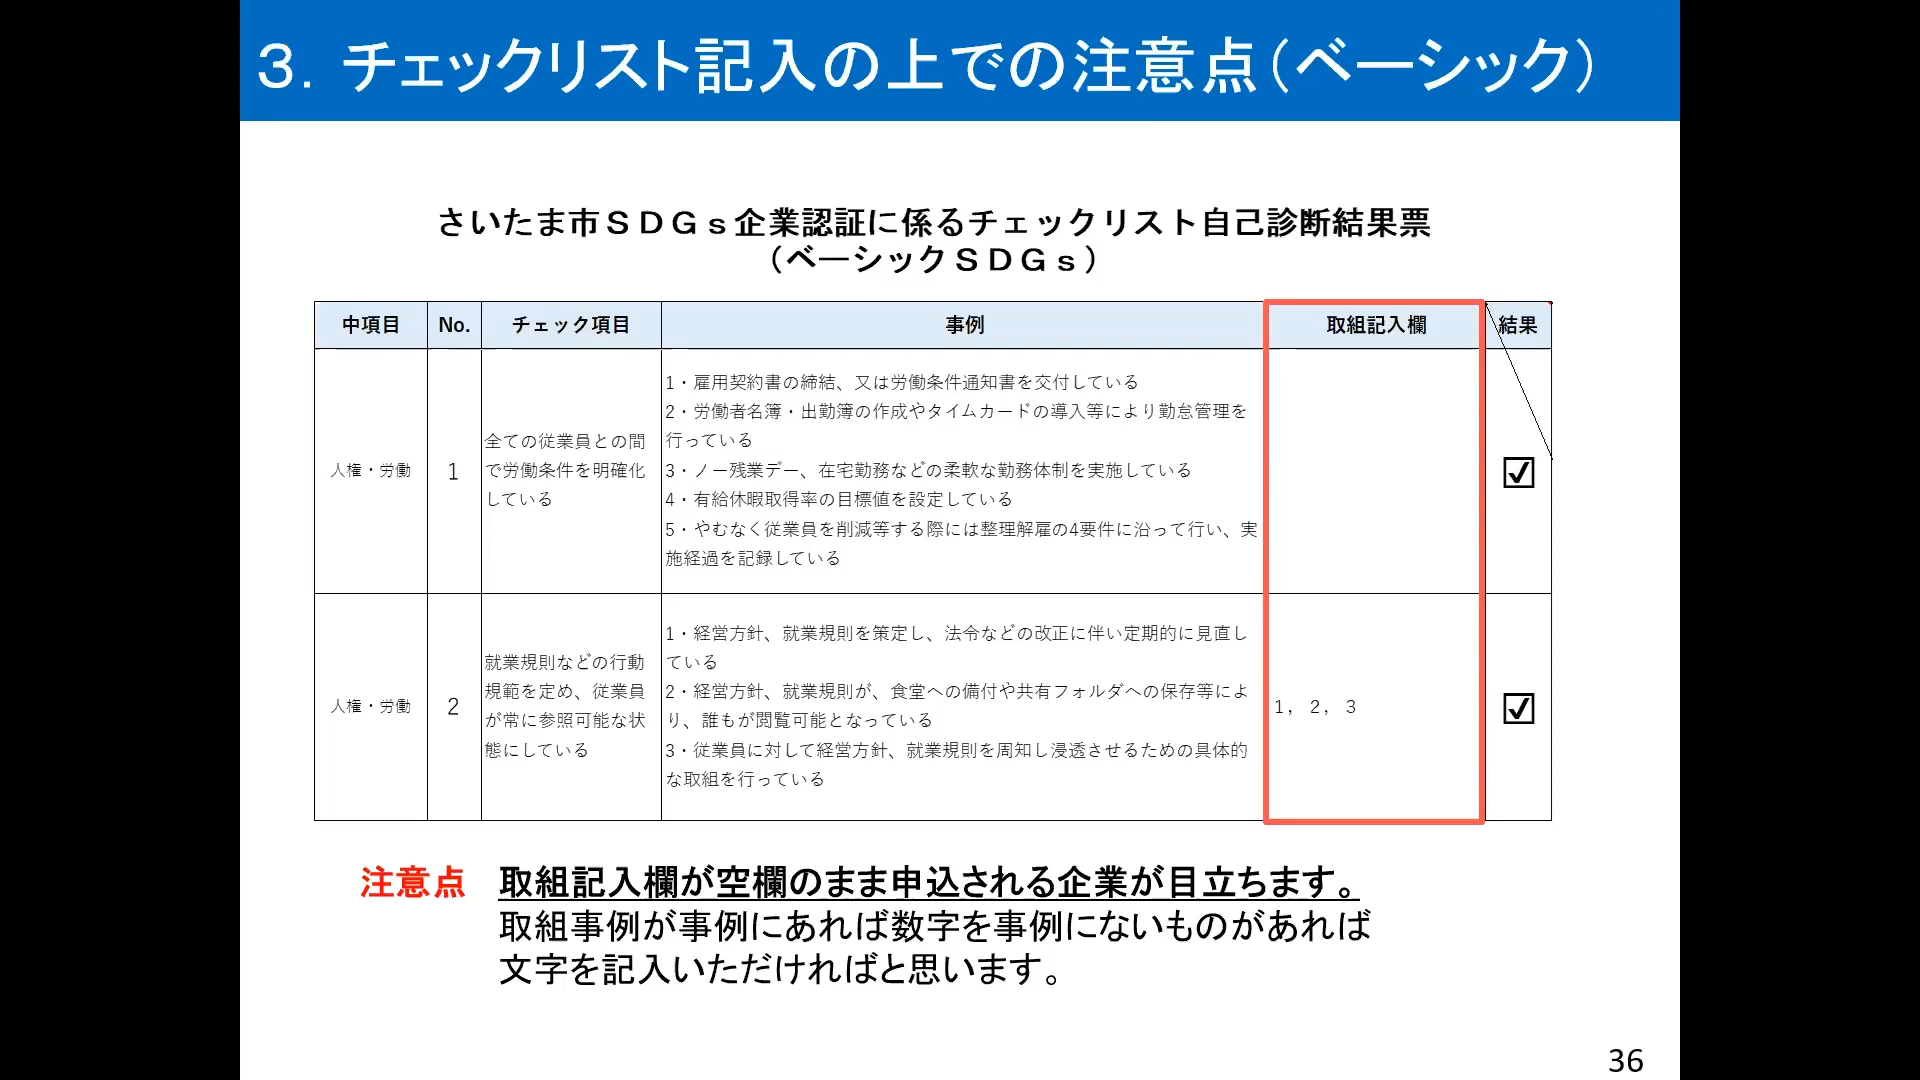 ３．チェックリスト記入の上での注意点（ベーシック）
さいたま市ＳＤＧｓ企業認証に係るチェックリスト自己診断結果票
（ベーシックＳＤＧｓ）
中項目 No. チェック項目 事例 取組記入欄 結果
人権・労働
1
全ての従業員との間
で労働条件を明確化
している
1・雇用契約書の締結、又は労働条件通知書を交付している
2・労働者名簿・出勤簿の作成やタイムカードの導入等により勤怠管理を
行っている
3・ノー残業デー、在宅勤務などの柔軟な勤務体制を実施している
4・有給休暇取得率の目標値を設定している
5・やむなく従業員を削減等する際には整理解雇の4要件に沿って行い、実
施経過を記録している
☑
人権・労働
2
就業規則などの行動
規範を定め、従業員
が常に参照可能な状
態にしている
1・経営方針、就業規則を策定し、法令などの改正に伴い定期的に見直し
ている
2・経営方針、就業規則が、食堂への備付や共有フォルダへの保存等によ
り、誰もが閲覧可能となっている
3・従業員に対して経営方針、就業規則を周知し浸透させるための具体的
な取組を行っている
1，2，3
☑
注意点 取組記入欄が空欄のまま申込される企業が目立ちます。
取組事例が事例にあれば数字を事例にないものがあれば
文字を記入いただければと思います。
36